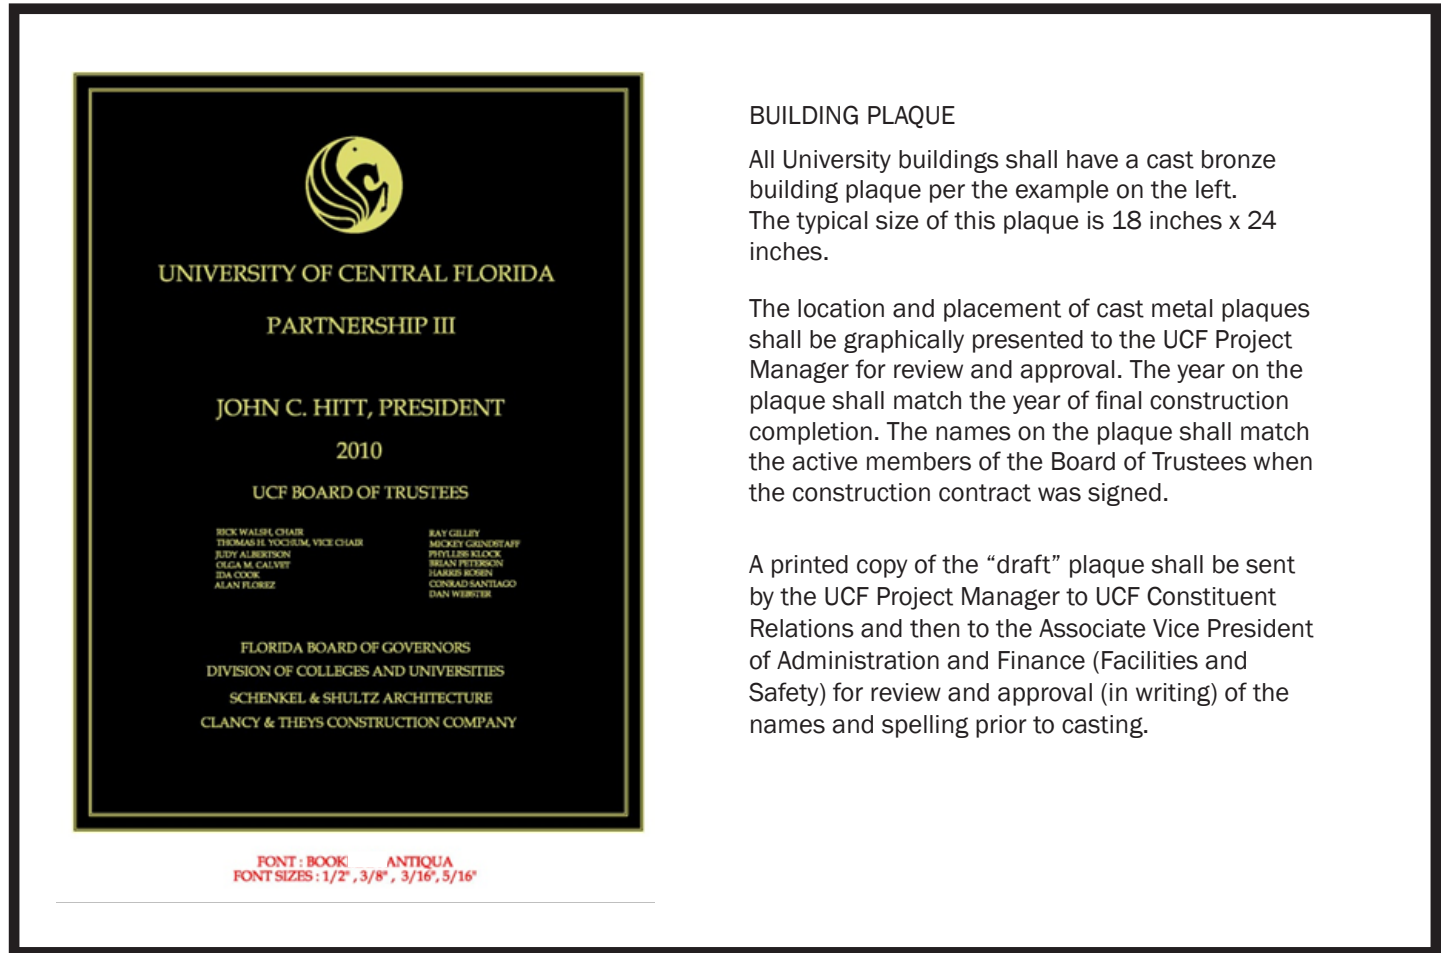 UNIVERSITY OF CENTRAL FLORIDA
PARTNERSHIP III
JOHN C. HITT, PRESIDENT
2010
UCF BOARD OF TRUSTEES
RICK WALSH, CHAIR
THOMAS H. YOCHUM, VICE CHAIR
JUDY ALBERTSON
OLGA M. CALVET
IDA COOK
ALAN FLOREZ
RAY GILLEY
MICKEY GRINDSTAFF
PHYLLISS KLOCK
BRIAN PETERSON
HARRIS ROSEN
CONRAD SANTIAGO
DAN WEBSTER
FLORIDA BOARD OF GOVERNORS
DIVISION OF COLLEGES AND UNIVERSITIES
SCHENKEL & SHULTZ ARCHITECTURE
CLANCY & THEYS CONSTRUCTION COMPANY
FONT : BOOK ANTIQUA
FONT SIZES : 1/2" , 3/8" , 3/16", 5/16"
BUILDING PLAQUE
All University buildings shall have a cast bronze
building plaque per the example on the left.
The typical size of this plaque is 18 inches x 24
inches.
The location and placement of cast metal plaques
shall be graphically presented to the UCF Project
Manager for review and approval. The year on the
plaque shall match the year of final construction
completion. The names on the plaque shall match
the active members of the Board of Trustees when
the construction contract was signed.
A printed copy of the “draft” plaque shall be sent
by the UCF Project Manager to UCF Constituent
Relations and then to the Associate Vice President
of Administration and Finance (Facilities and
Safety) for review and approval (in writing) of the
names and spelling prior to casting.